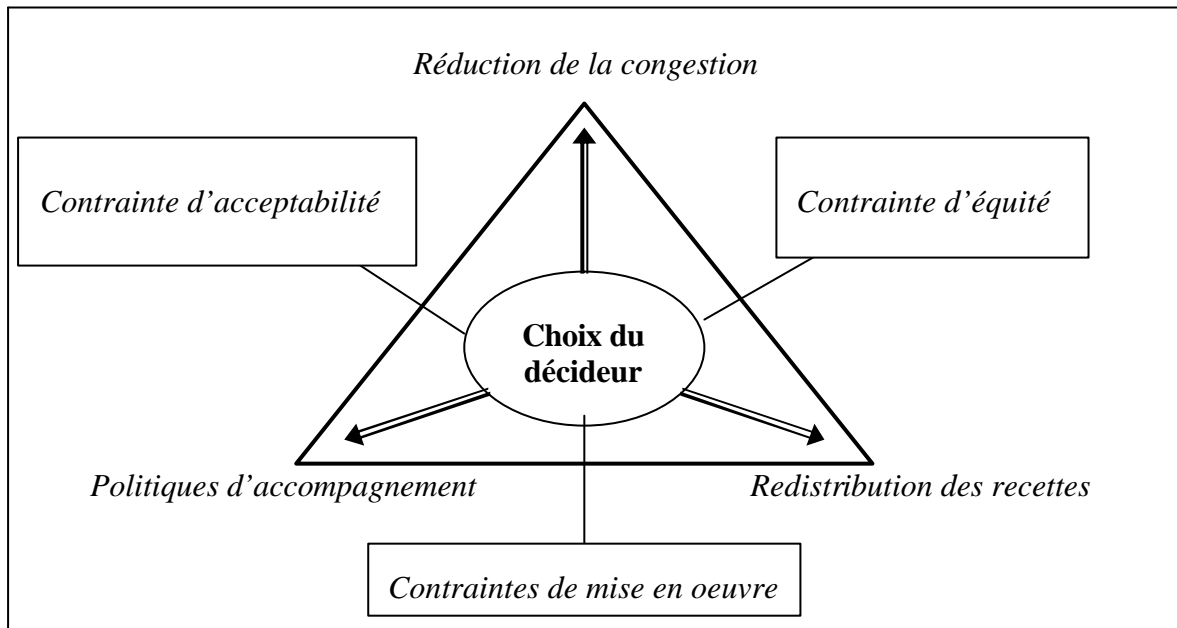 Réduction de la congestion
Contrainte d'acceptabilité
Contrainte d'équité
Choix du
décideur
Politiques d'accompagnement
Redistribution des recettes
Contraintes de mise en oeuvre